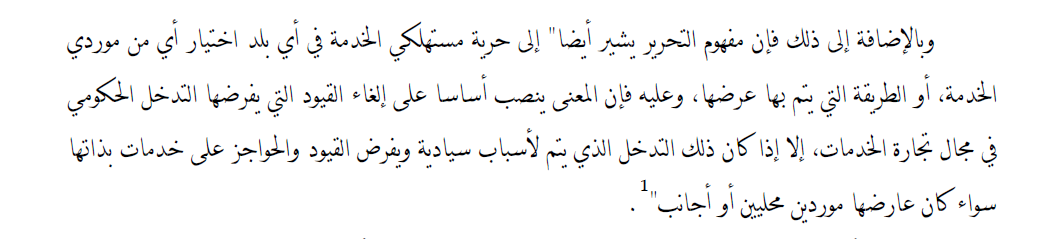 وبالإضافة إلى ذلك فإن مفهوم التحرير يشير أيضا" إلى حرية مستهلكي الخدمة في أي بلد اختيار أي من موردي
الخدمة، أو الطريقة التي يتم بها عرضها، وعليه فإن المعنى ينصب أساسا على إلغاء القيود التي يفرضها التدخل الحكومي
في مجال تجارة الخدمات، إلا إذا كان ذلك التدخل الذي يتم لأسباب سيادية ويفرض القيود والحواجز على خدمات بذاتها
سواء كان عارضها موردين محليين أو أجانب"1 .